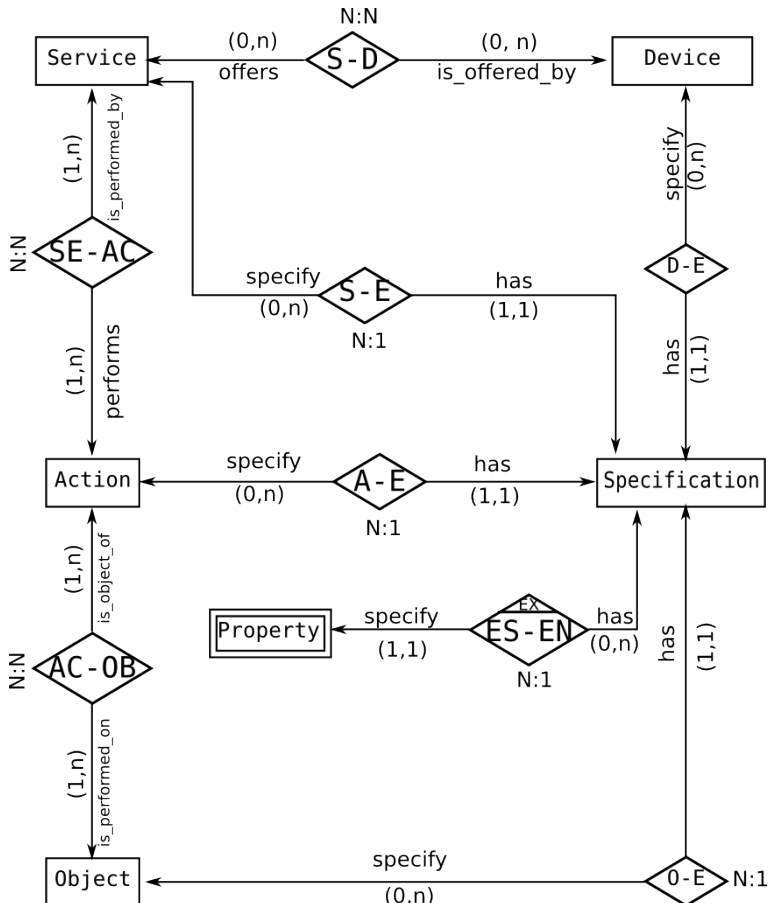 N:N
Service
(0,n)
offers
S-D
(0, n)
is_offered_by
Device
(1,n)
is_performed_by
specify
(0,n)
N:N
SE-AC
D-E
specify
(0,n)
S-E
has
(1,1)
N:1
has
(1,1)
(1,n)
performs
Action
specify
(0,n)
A-E
has
(1,1)
N:1
Specification
(1,n)
is_object_of
Property
specify
(1,1)
EX
ES-EN
has
(0,n)
N:1
has
(1,1)
N:N
AC-OB
(1,n)
is_performed_on
Object
specify
(0,n)
O-E
N:1